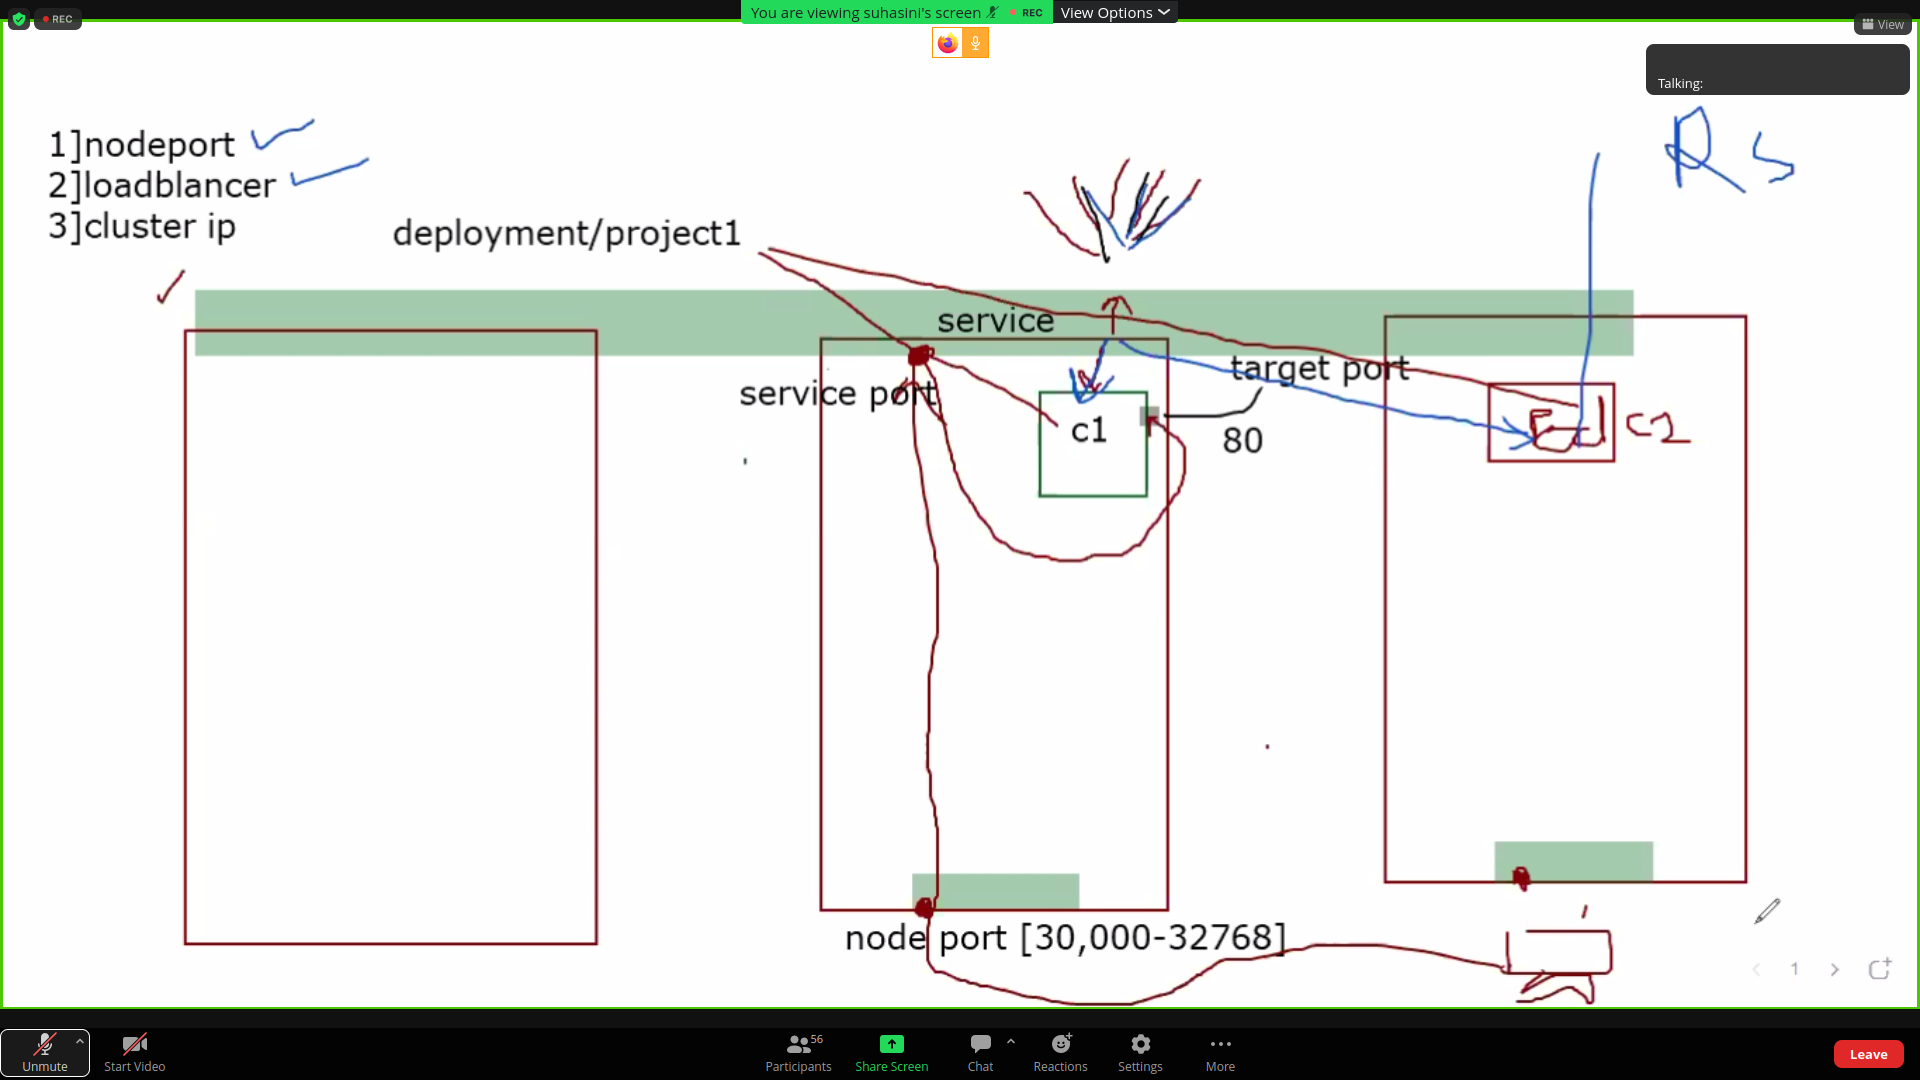 REC
You are viewing suhasini's screen
REC
View Options
View
Talking:
1]nodeport
2]loadblancer
3]cluster ip
Rs
deployment/project1
service
target port
service port
c1
80
C2
node port [30,000-32768]
1
Unmute
Start Video
Participants
56
Share Screen
Chat
Reactions
Settings
More
Leave